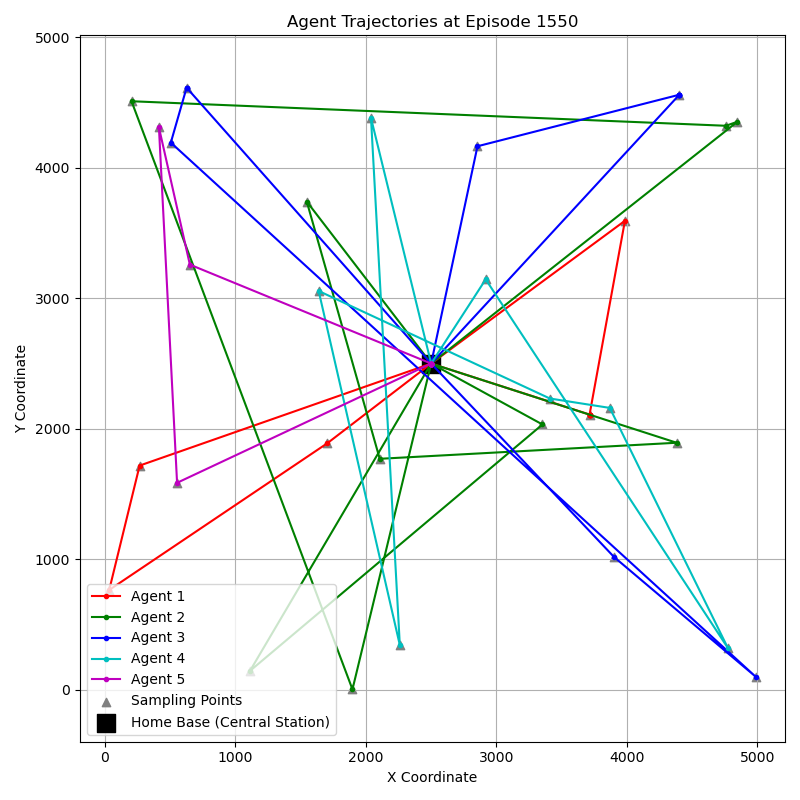 Agent Trajectories at Episode 1550
Y Coordinate
5000
4000
3000
2000
1000
0
Agent 1
Agent 2
Agent 3
Agent 4
Agent 5
Sampling Points
Home Base (Central Station)
0 1000 2000 3000 4000 5000
X Coordinate